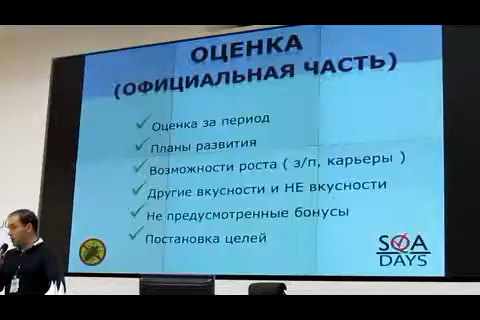 ОЦЕНКА
(ОФИЦИАЛЬНАЯ ЧАСТЬ)
Оценка за период
Планы развития
Возможности роста ( з/п, карьеры )
Другие вкусности и НЕ вкусности
Не предусмотренные бонусы
Постановка целей
SQA
DAYS